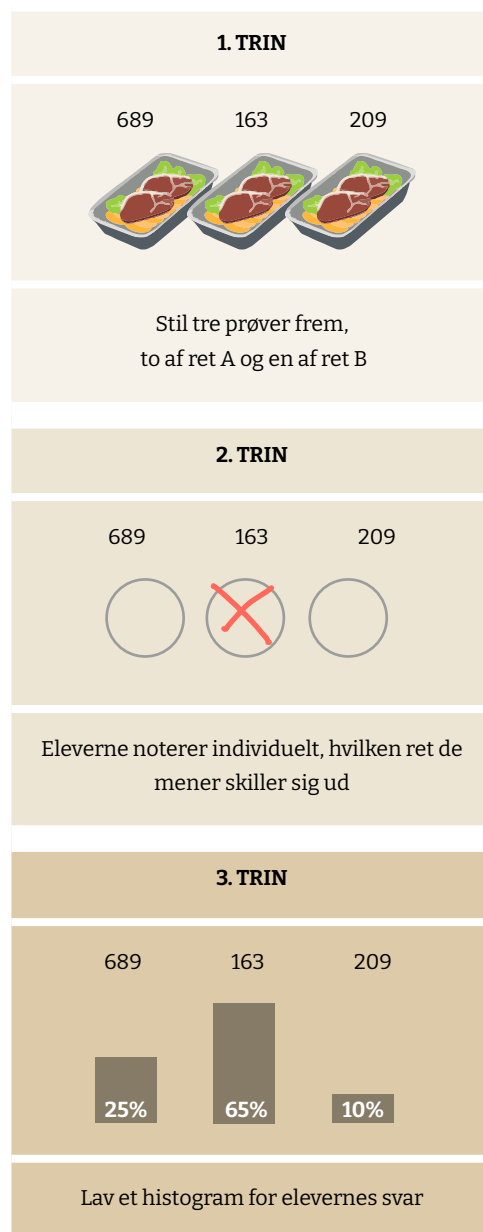 1. TRIN
689 163 209
Stil tre prøver frem,
to af ret A og en af ret B
2. TRIN
689 163 209
Eleverne noterer individuelt, hvilken ret de
mener skiller sig ud
3. TRIN
689 163 209
25% 65% 10%
Lav et histogram for elevernes svar